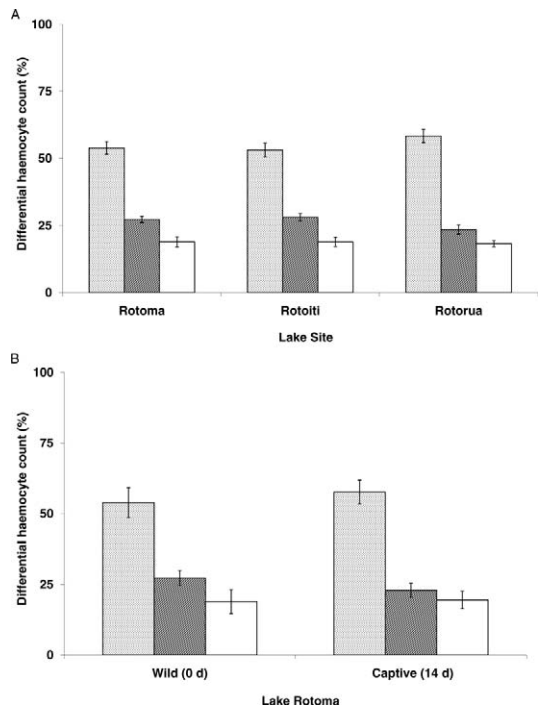 A
Differential haemocyte count (%)
100
75
50
25
0
Rotoma Rotoiti Rotorua
Lake Site
B
Differential haemocyte count (%)
100
75
50
25
0
Wild (0 d) Captive (14 d)
Lake Rotoma